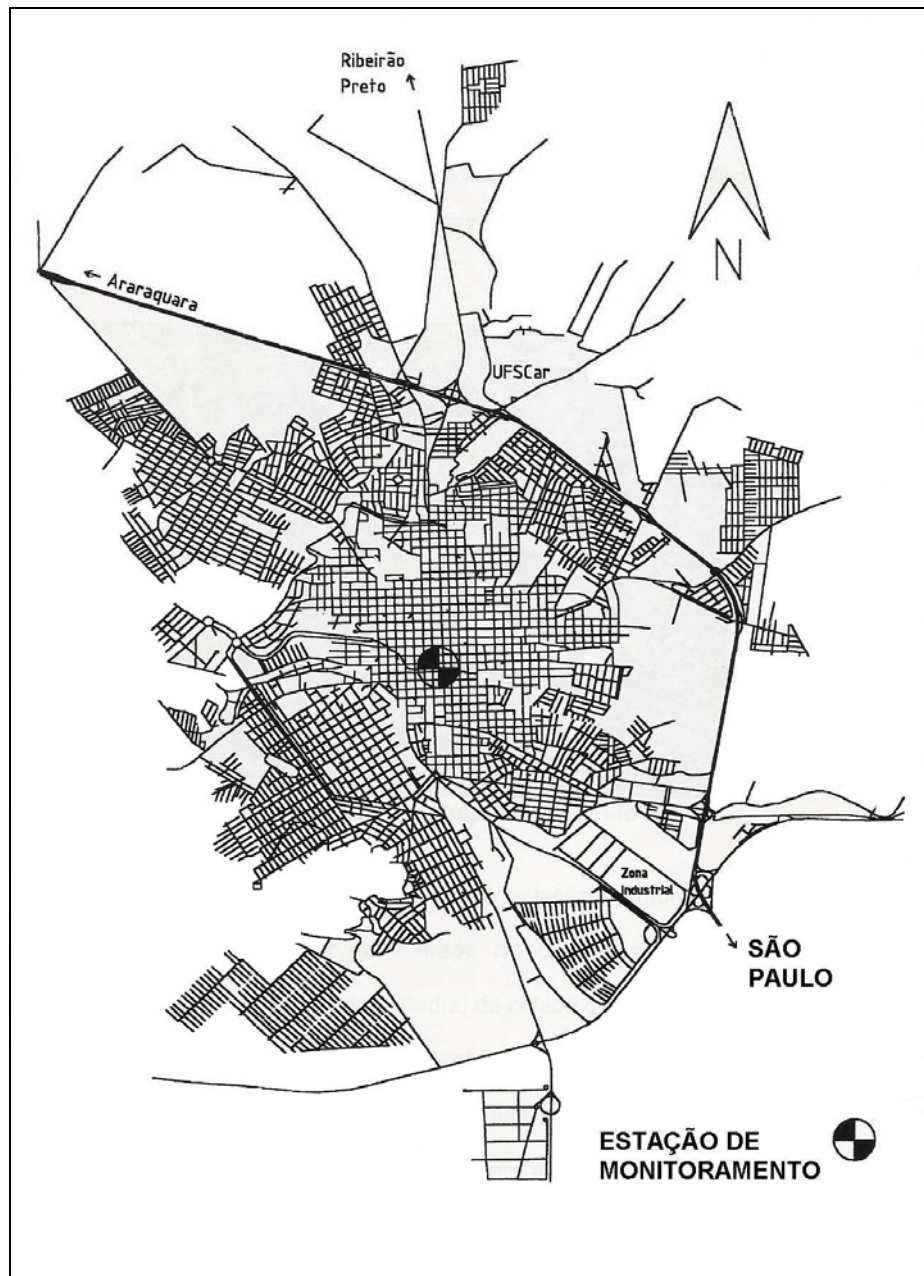 Ribeirão
Preto
N
Araraquara
UFSCar
Zona
Industrial
SÃO
PAULO
ESTAÇÃO DE
MONITORAMENTO